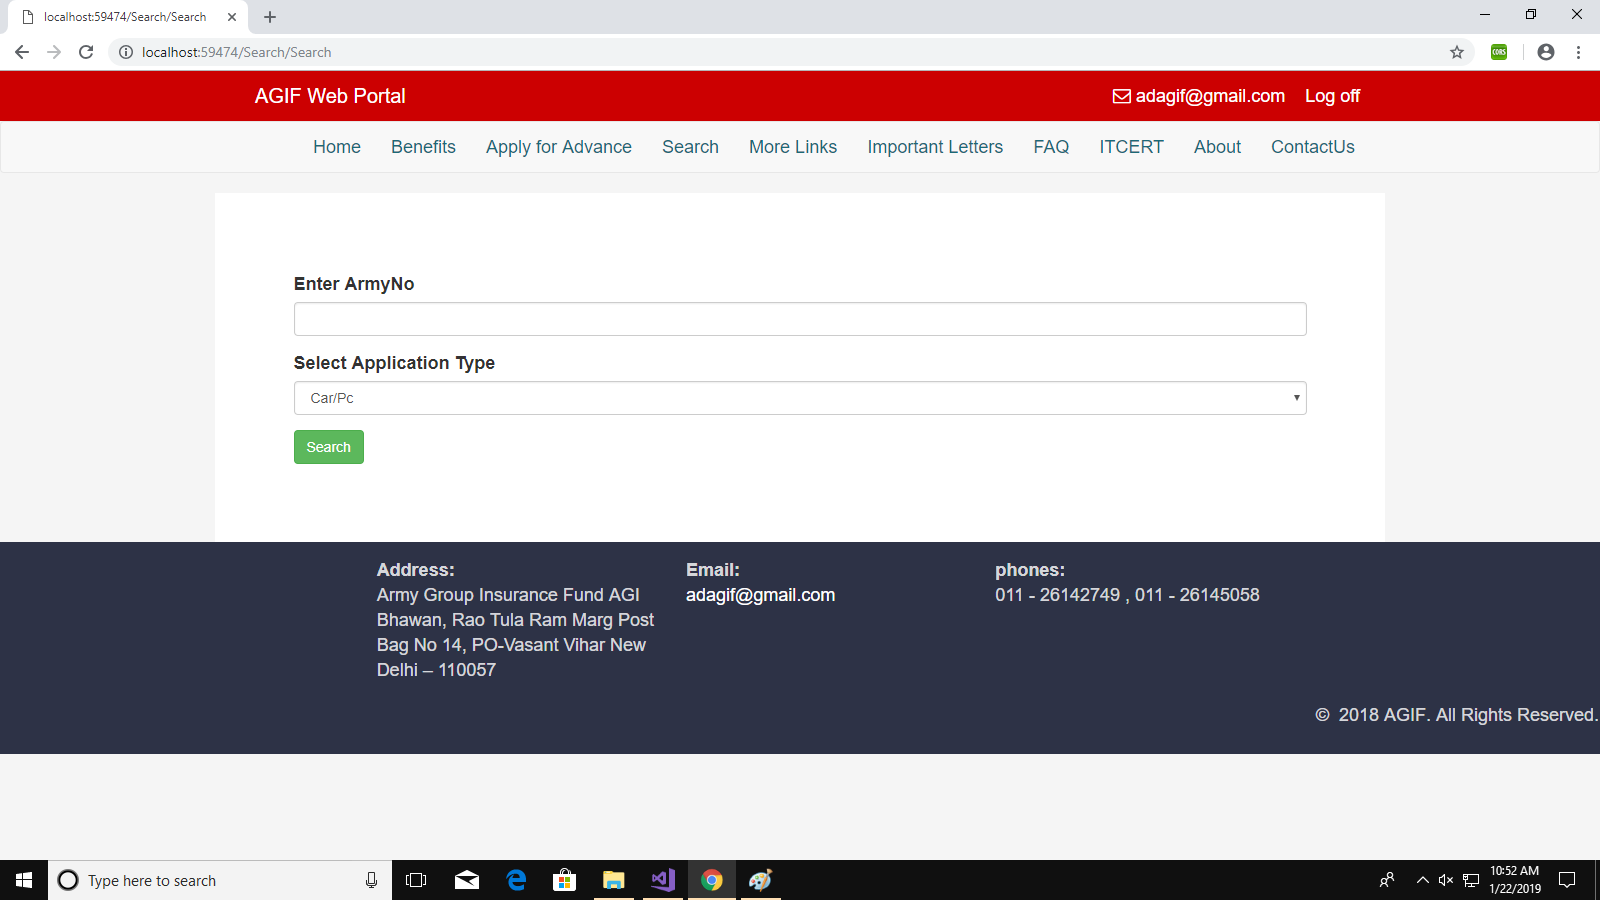 localhost:59474/Search/Search
localhost:59474/Search/Search
CORS
AGIF Web Portal
adagif@gmail.com Log off
Home Benefits Apply for Advance Search More Links Important Letters FAQ ITCERT About ContactUs
Enter ArmyNo
Select Application Type
Car/Pc
Search
Address:
Army Group Insurance Fund AGI
Bhawan, Rao Tula Ram Marg Post
Bag No 14, PO-Vasant Vihar New
Delhi – 110057
Email:
adagif@gmail.com
phones:
011 - 26142749 , 011 - 26145058
© 2018 AGIF. All Rights Reserved.
Type here to search
10:52 AM
1/22/2019